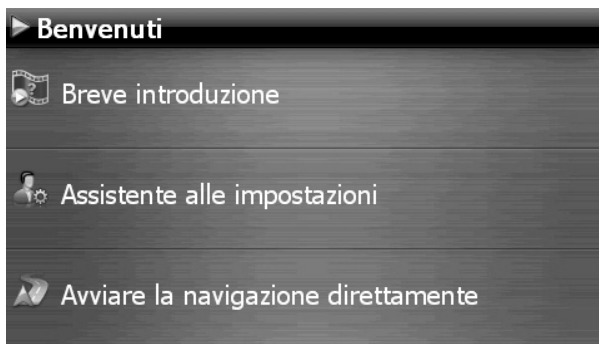 Benvenuti
Breve introduzione
Assistente alle impostazioni
Avviare la navigazione direttamente